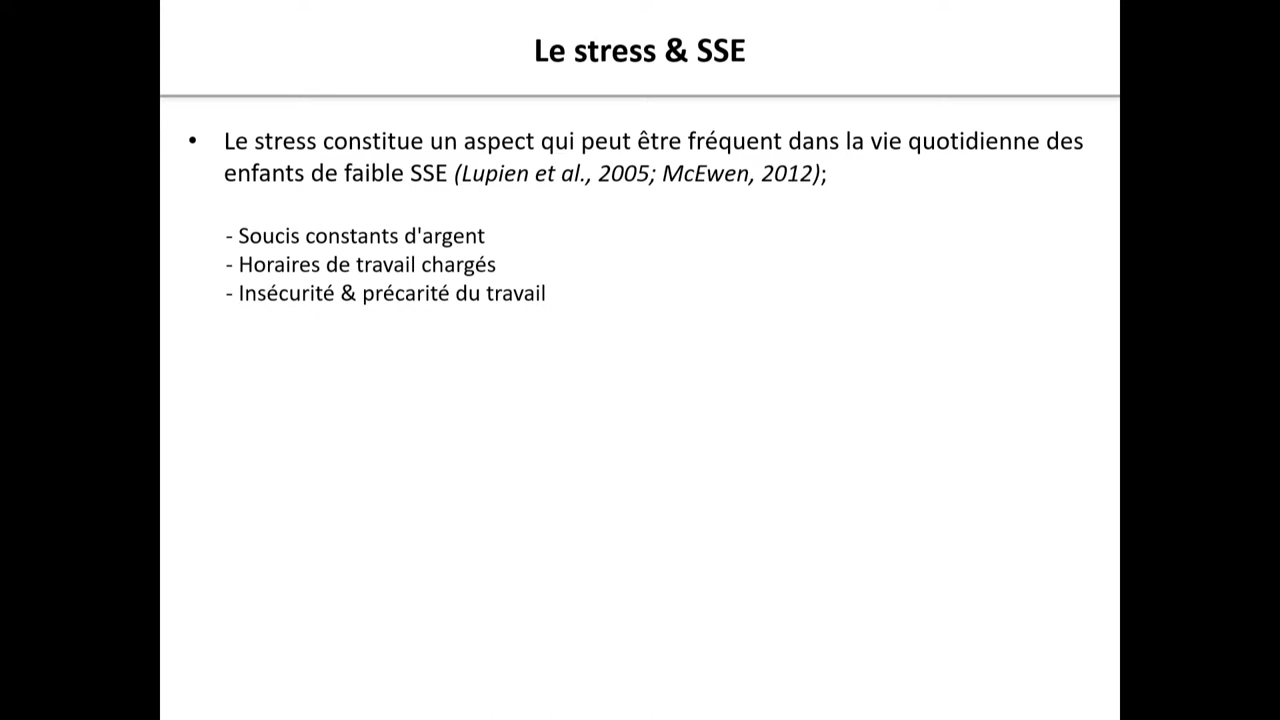 Le stress & SSE
• Le stress constitue un aspect qui peut être fréquent dans la vie quotidienne des
enfants de faible SSE (Lupien et al., 2005; McEwen, 2012);
- Soucis constants d'argent
- Horaires de travail chargés
- Insécurité & précarité du travail